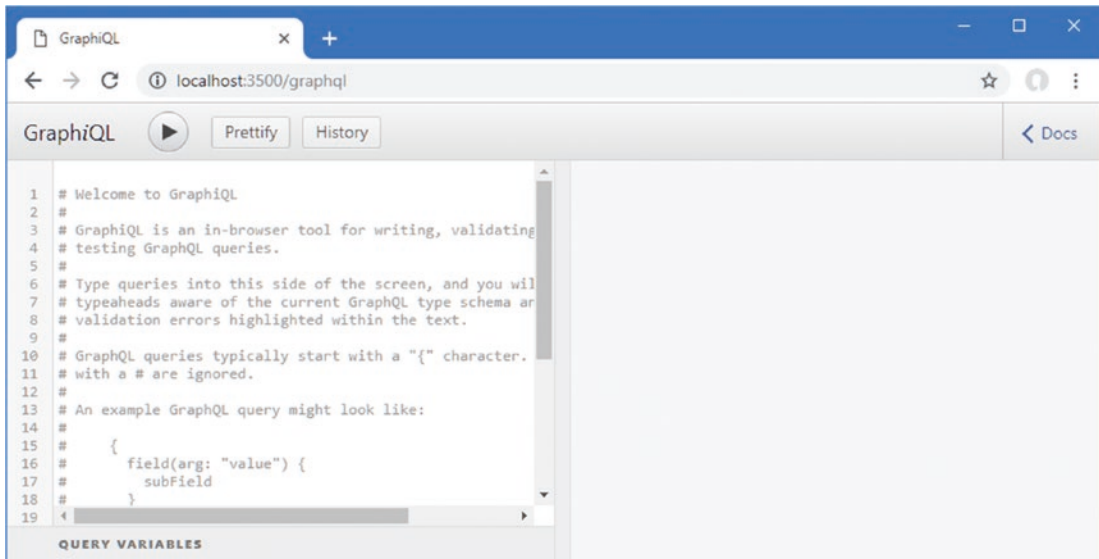 GraphiQL
localhost:3500/graphql
GraphiQL
Prettify
History
Docs
1 # Welcome to GraphiQL
2 #
3 # GraphiQL is an in-browser tool for writing, validating
4 # testing GraphQL queries.
5 #
6 # Type queries into this side of the screen, and you wil
7 # typeaheads aware of the current GraphQL type schema an
8 # validation errors highlighted within the text.
9 #
10 # GraphQL queries typically start with a "{" character.
11 # with a # are ignored.
12 #
13 # An example GraphQL query might look like:
14 #
15 #     {
16 #       field(arg: "value") {
17 #         subField
18 #       }
19
QUERY VARIABLES